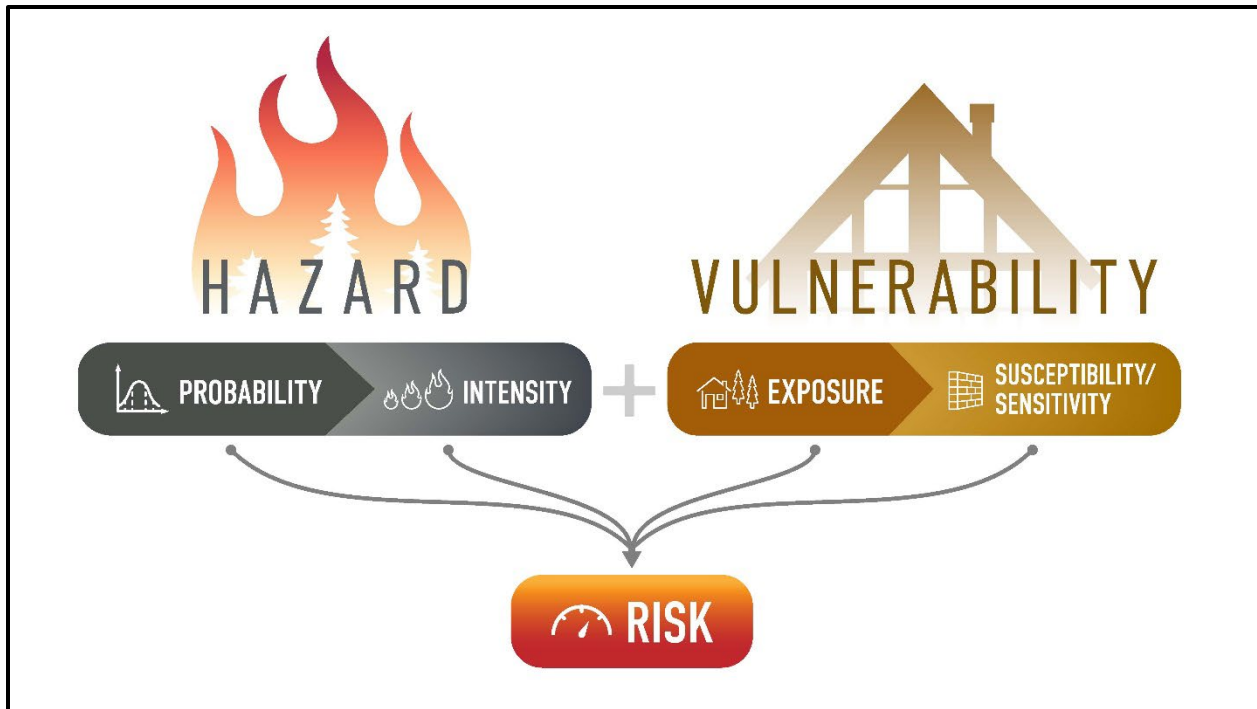 HAZARD
VULNERABILITY
PROBABILITY
INTENSITY
+
EXPOSURE
SUSCEPTIBILITY/
SENSITIVITY
RISK